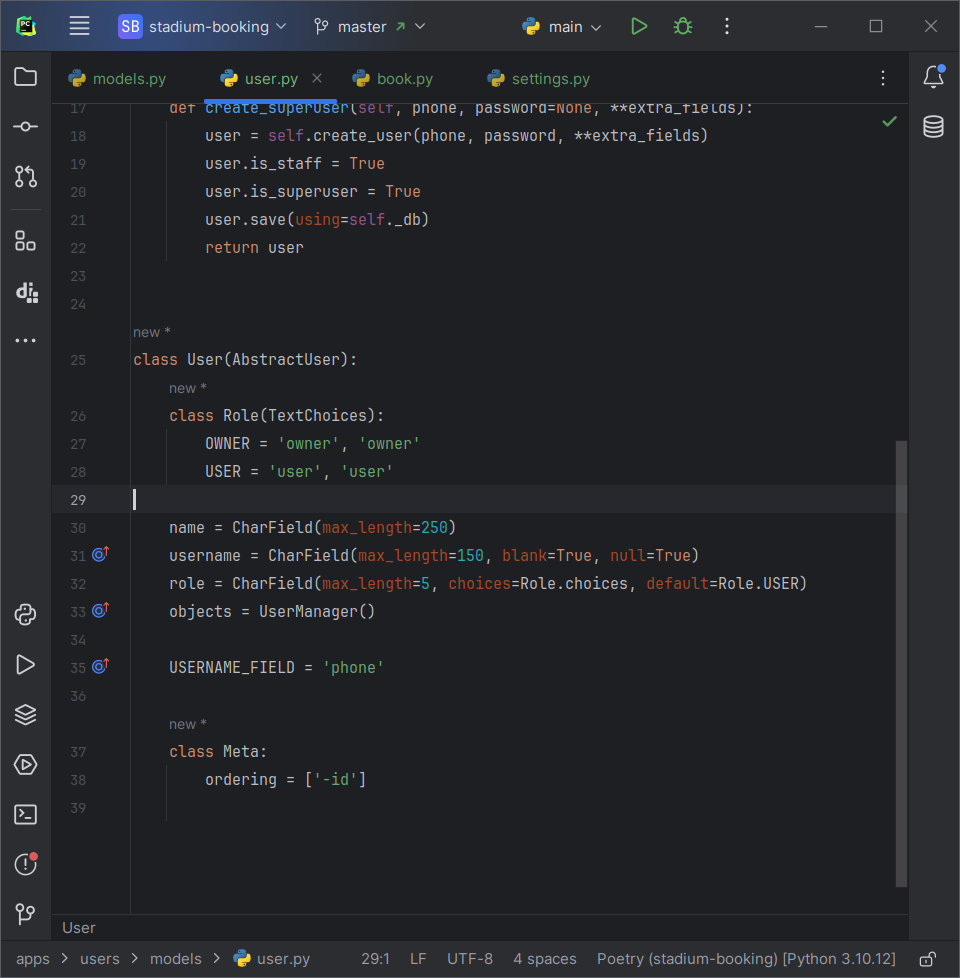 PC
SB stadium-booking master main
models.py user.py book.py settings.py
17 def create_superuser(self, phone, password=None, **extra_fields):
18 user = self.create_user(phone, password, **extra_fields)
19 user.is_staff = True
20 user.is_superuser = True
21 user.save(using=self._db)
22 return user
23
24
new *
25 class User(AbstractUser):
new *
26 class Role(TextChoices):
27 OWNER = 'owner', 'owner'
28 USER = 'user', 'user'
29
30 name = CharField(max_length=250)
31 username = CharField(max_length=150, blank=True, null=True)
32 role = CharField(max_length=5, choices=Role.choices, default=Role.USER)
33 objects = UserManager()
34
35 USERNAME_FIELD = 'phone'
36
new *
37 class Meta:
38 ordering = ['-id']
39
User
apps > users > models > user.py 29:1 LF UTF-8 4 spaces Poetry (stadium-booking) [Python 3.10.12]